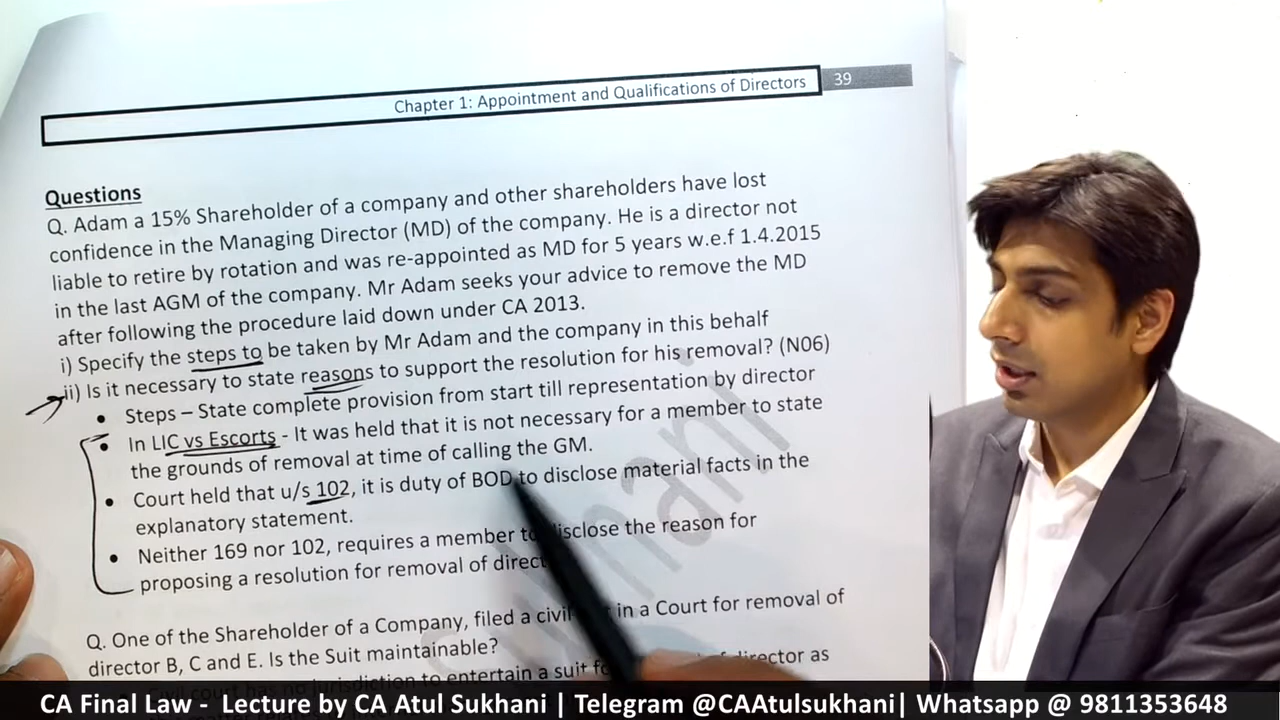 Chapter 1: Appointment and Qualifications of Directors 39
Questions
Q. Adam a 15% Shareholder of a company and other shareholders have lost
confidence in the Managing Director (MD) of the company. He is a director not
liable to retire by rotation and was re-appointed as MD for 5 years w.e.f 1.4.2015
in the last AGM of the company. Mr Adam seeks your advice to remove the MD
after following the procedure laid down under CA 2013.
i) Specify the steps to be taken by Mr Adam and the company in this behalf
ii) Is it necessary to state reasons to support the resolution for his removal? (N06)
• Steps – State complete provision from start till representation by director
• In LIC vs Escorts - It was held that it is not necessary for a member to state
the grounds of removal at time of calling the GM.
• Court held that u/s 102, it is duty of BOD to disclose material facts in the
explanatory statement.
• Neither 169 nor 102, requires a member to disclose the reason for
proposing a resolution for removal of direct
Q. One of the Shareholder of a Company, filed a civil in a Court for removal of
director B, C and E. Is the Suit maintainable?
to entertain a suit director as
Sukhani
CA Final Law - Lecture by CA Atul Sukhani | Telegram @CAAtulsukhani| Whatsapp @ 9811353648